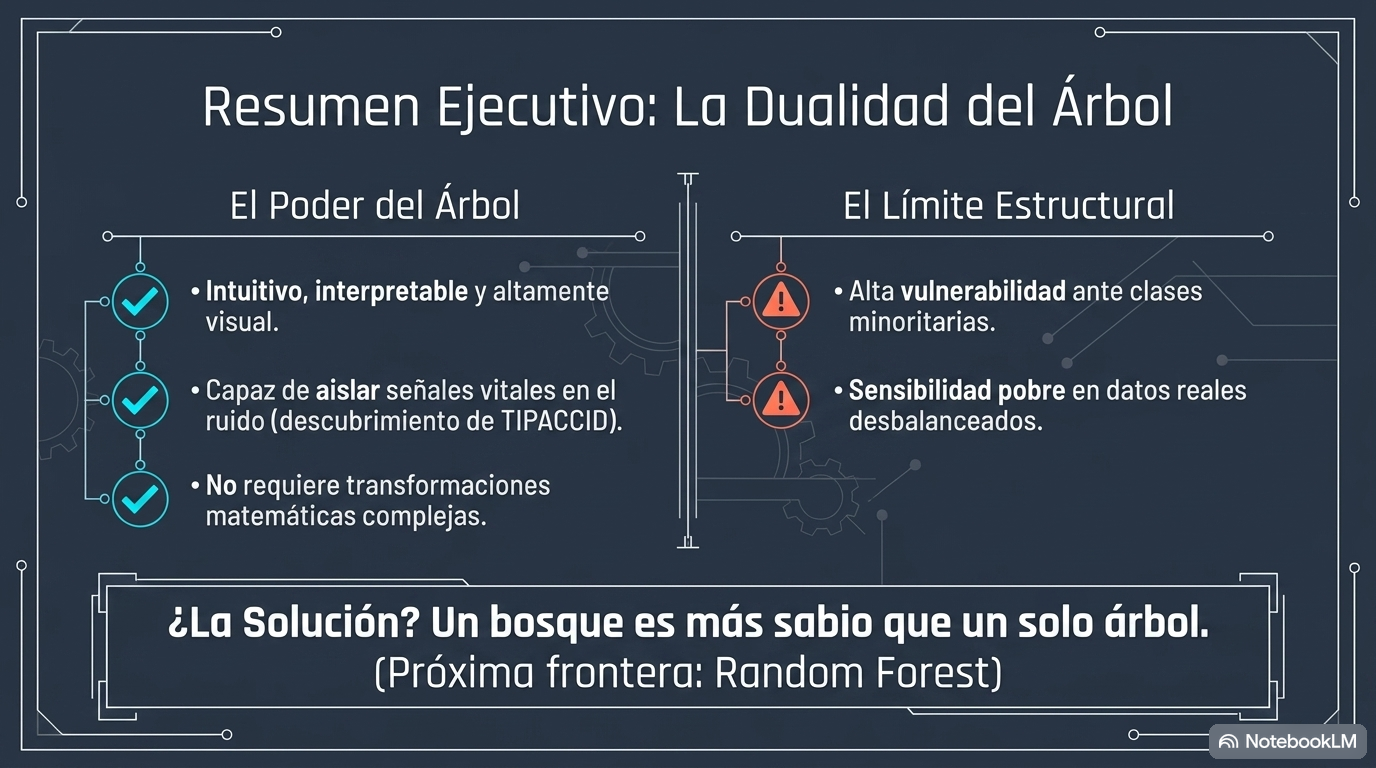 Resumen Ejecutivo: La Dualidad del Árbol
El Poder del Árbol
• Intuitivo, interpretable y altamente
visual.
• Capaz de aislar señales vitales en el
ruido (descubrimiento de TIPACCID).
• No requiere transformaciones
matemáticas complejas.
El Límite Estructural
• Alta vulnerabilidad ante clases
minoritarias.
• Sensibilidad pobre en datos reales
desbalanceados.
¿La Solución? Un bosque es más sabio que un solo árbol.
(Próxima frontera: Random Forest)
NotebookLM